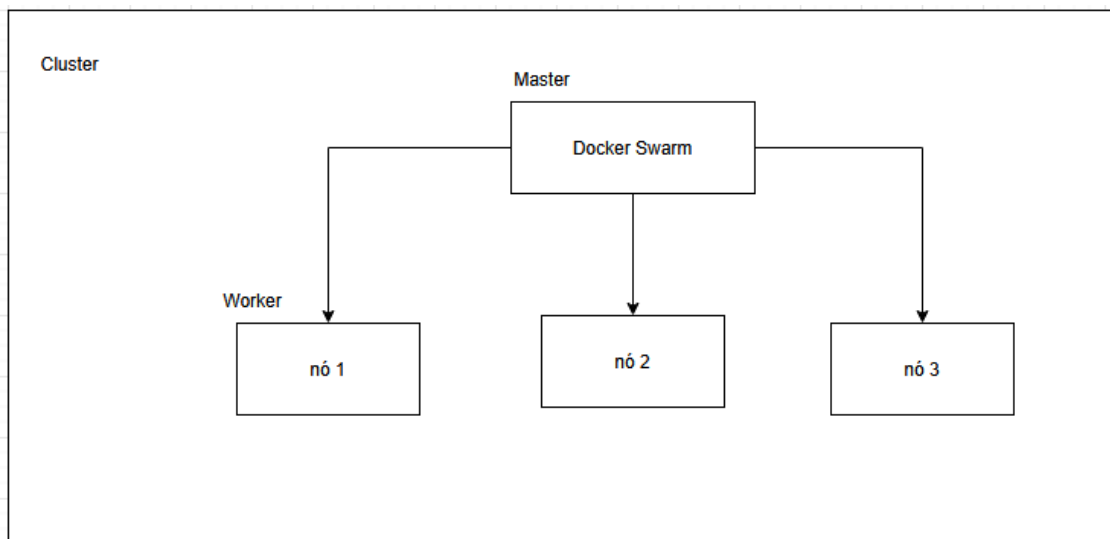 Cluster
Master
Docker Swarm
Worker
nó 1
nó 2
nó 3